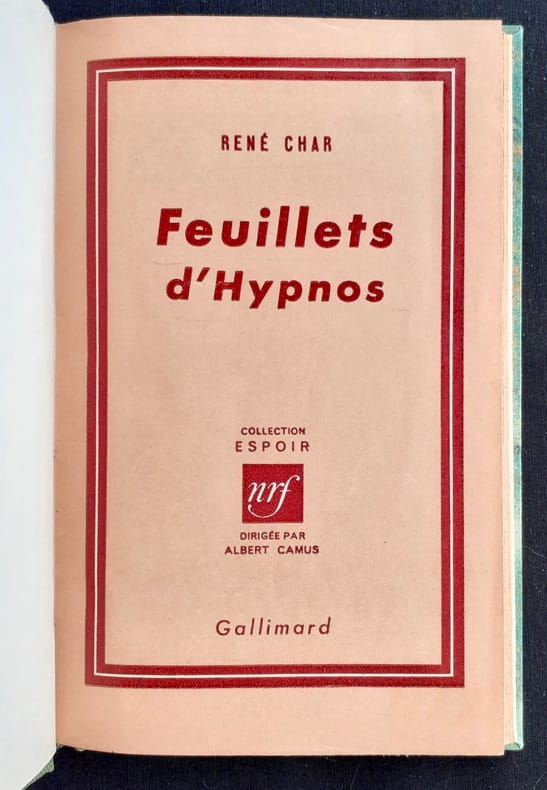 RENÉ CHAR
Feuillets
d'Hypnos
COLLECTION
ESPOIR
nrf
DIRIGÉE PAR
ALBERT CAMUS
Gallimard